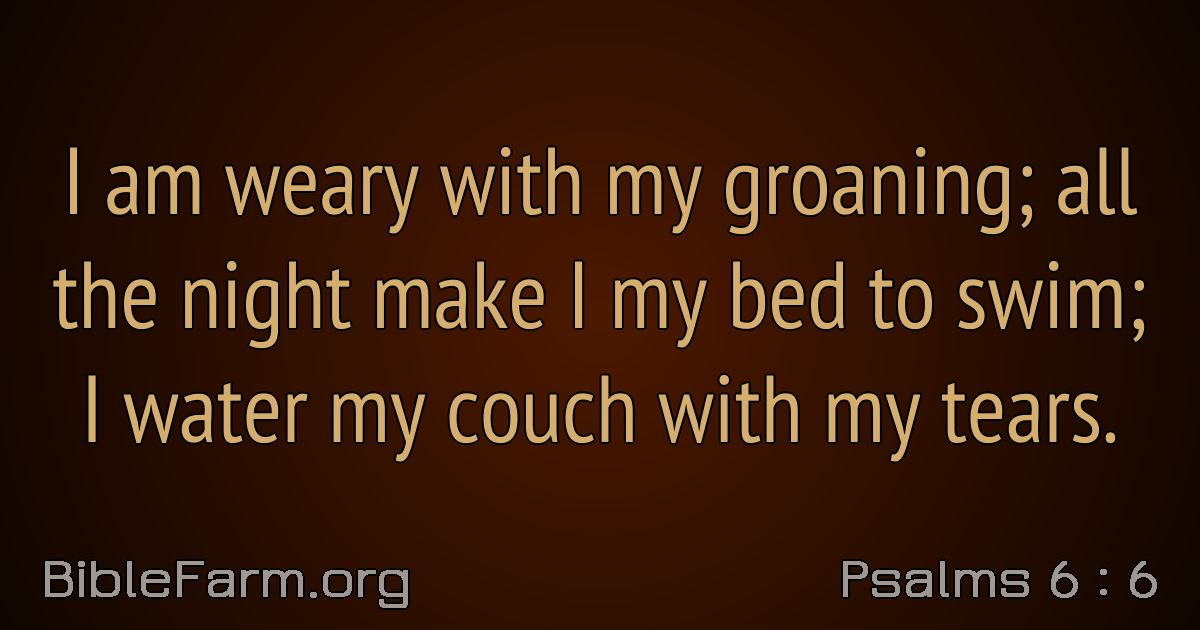 I am weary with my groaning; all
the night make I my bed to swim;
I water my couch with my tears.
BibleFarm.org
Psalms 6 : 6